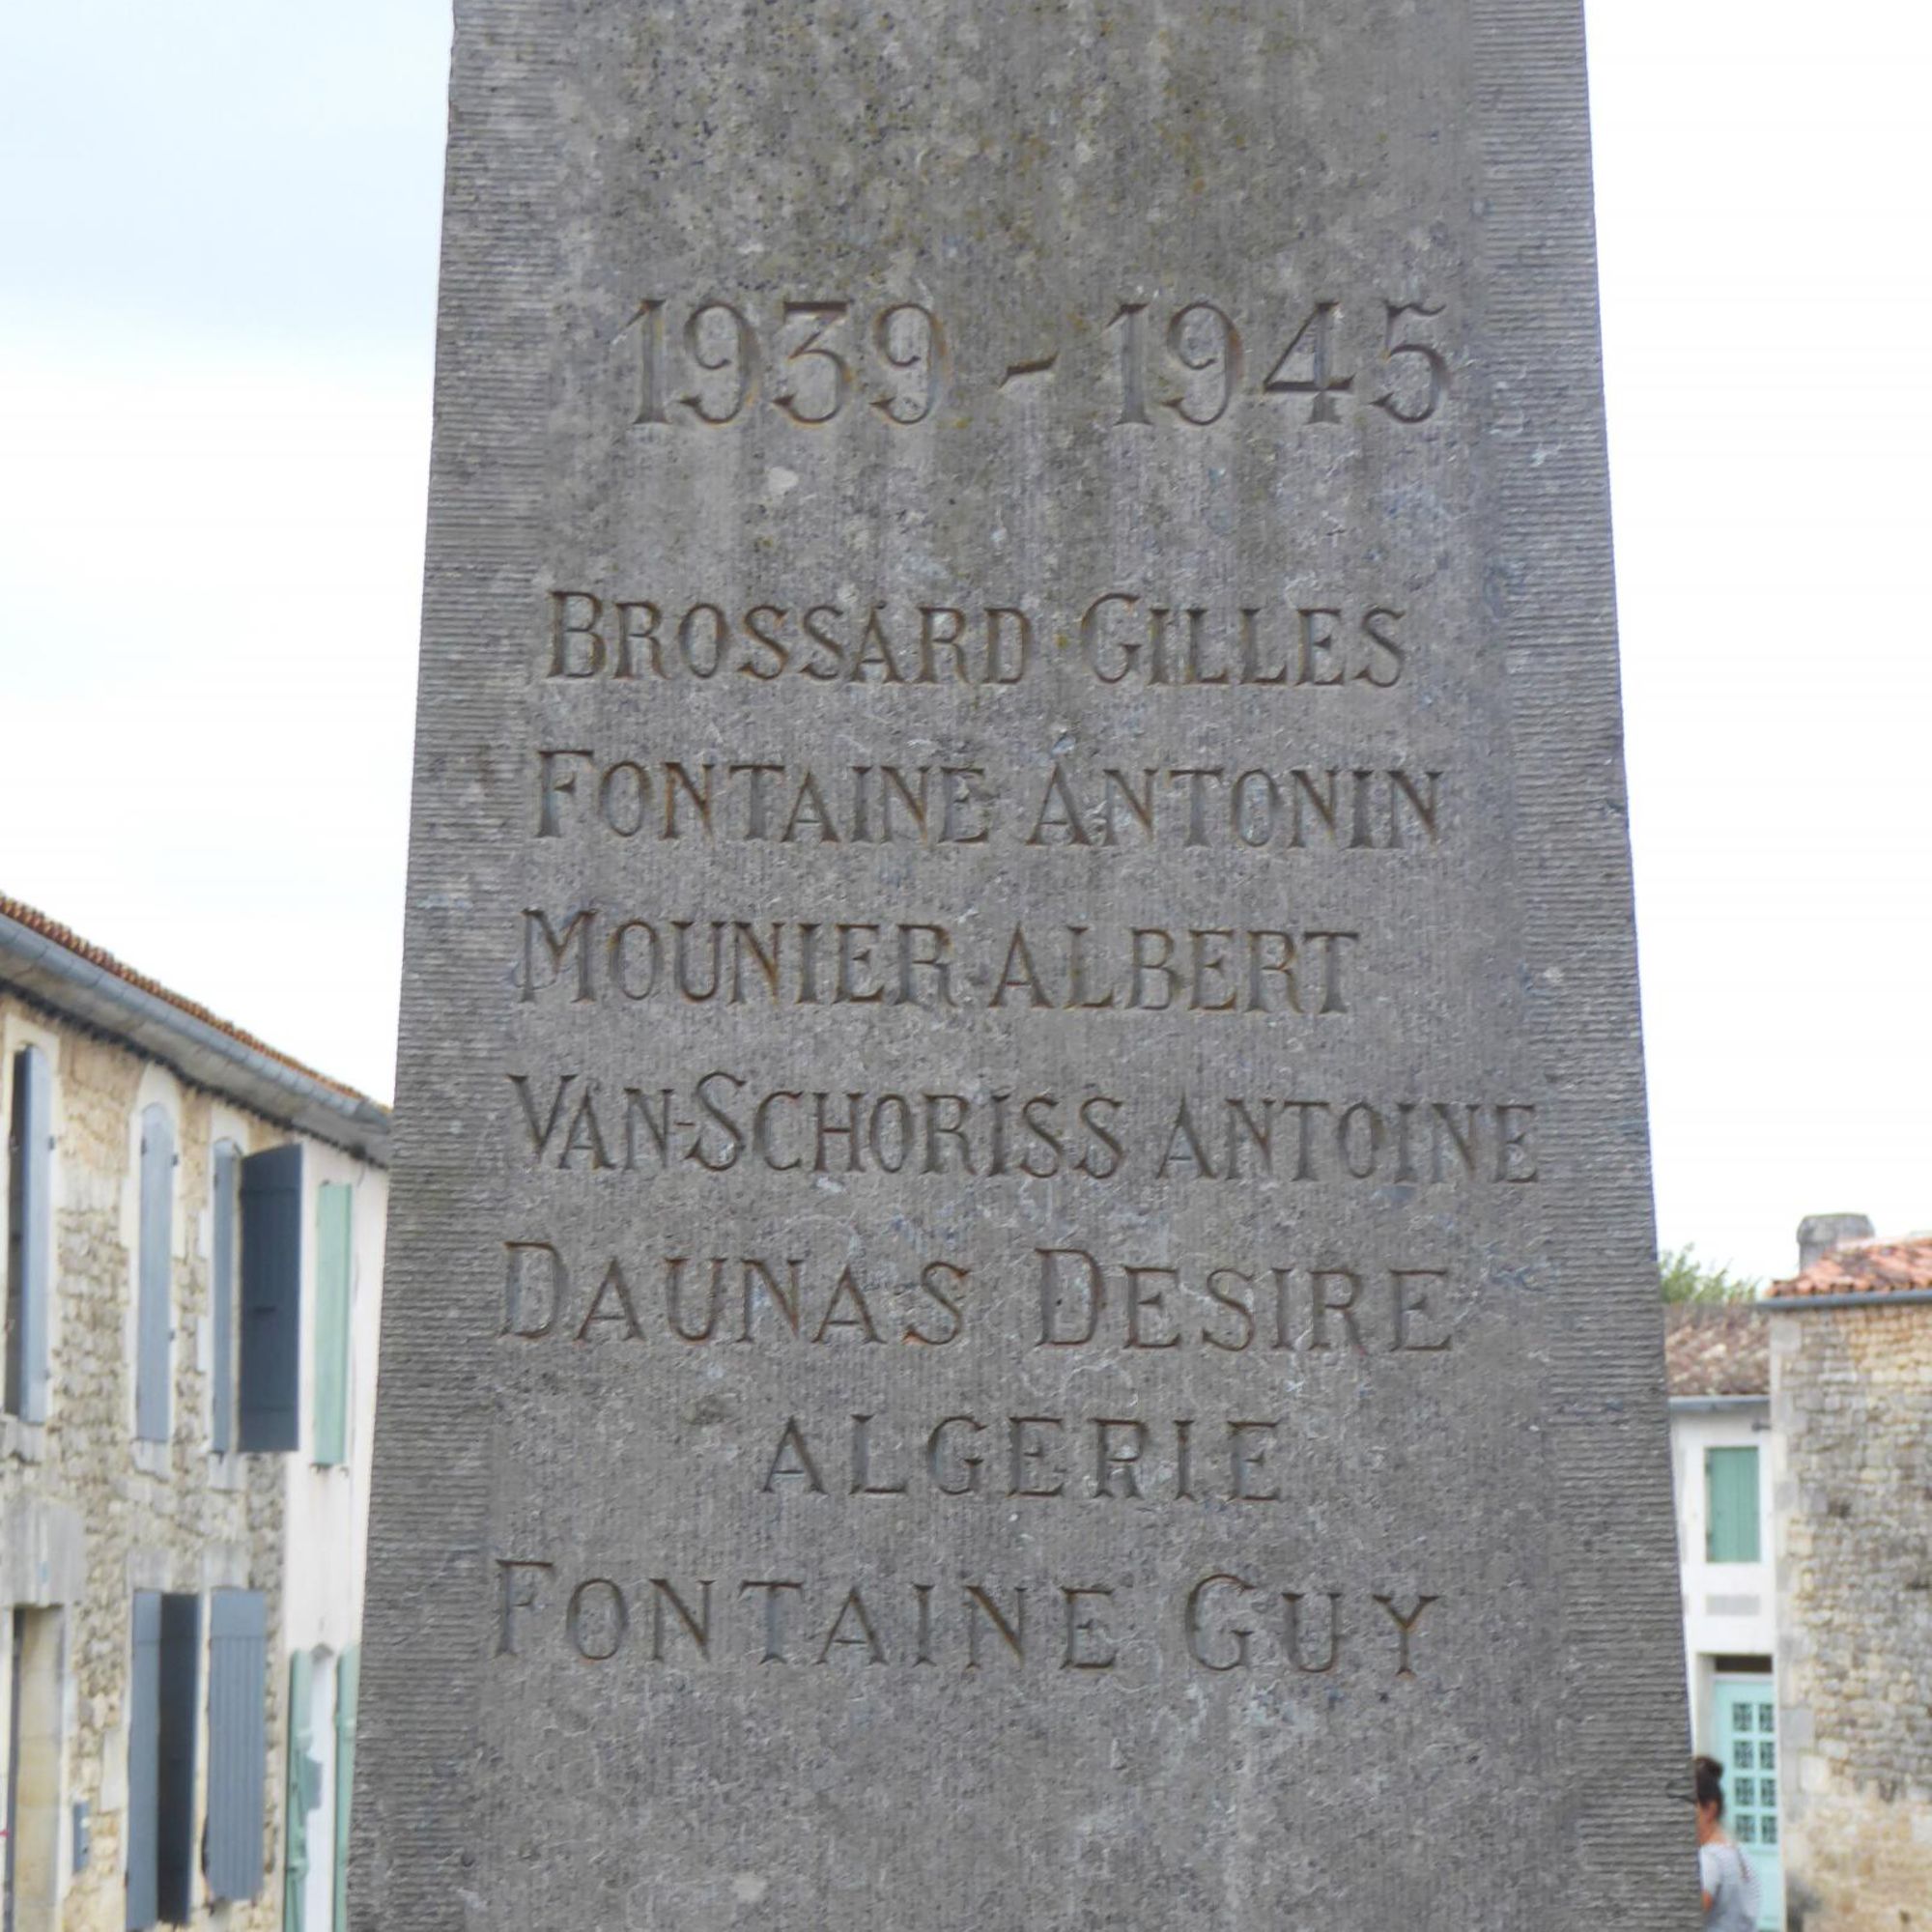 1939 - 1945
BROSSARD GILLES
FONTAINE ANTONIN
MOUNIER ALBERT
VAN-SCHORISS ANTOINE
DAUNAS DESIRE
ALGERIE
FONTAINE GUY